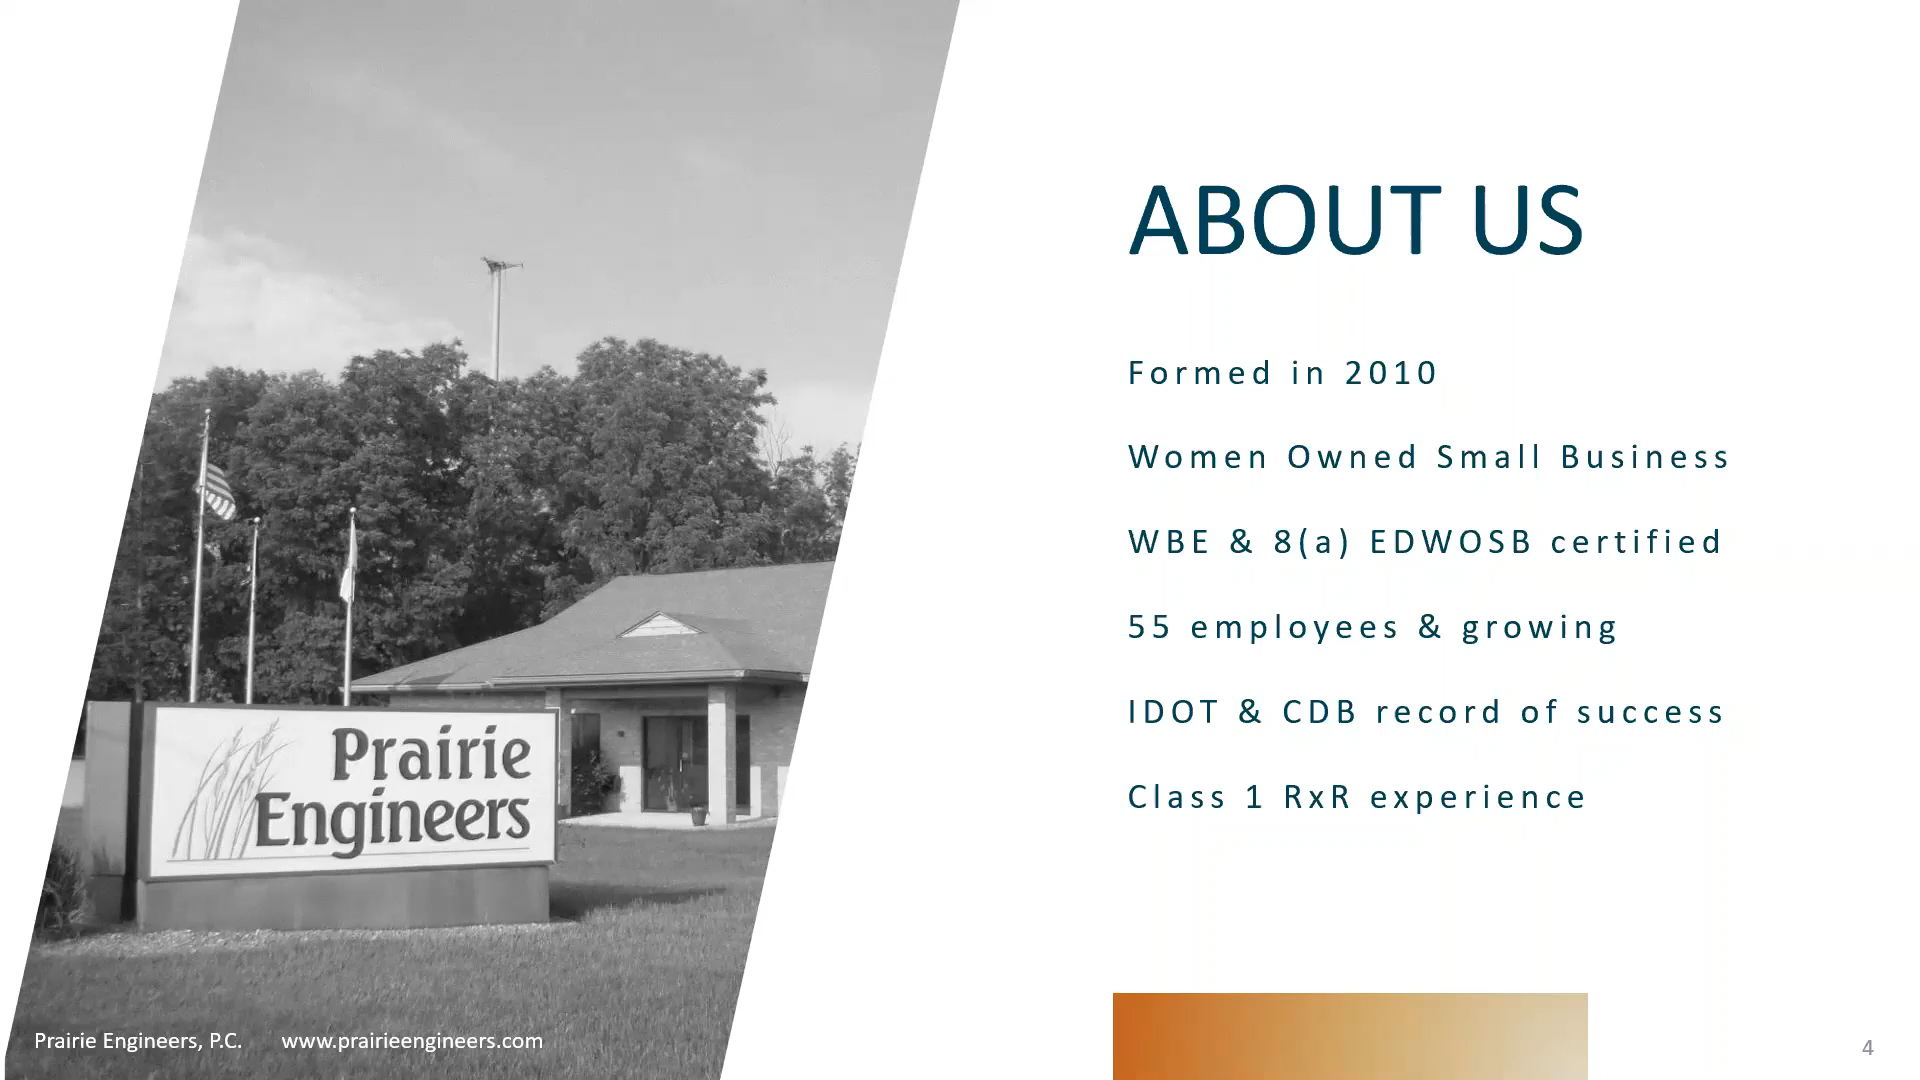 ABOUT US
Formed in 2010
Women Owned Small Business
WBE & 8(a) EDWOSB certified
55 employees & growing
IDOT & CDB record of success
Class 1 RxR experience
Prairie
Engineers
Prairie Engineers, P.C. www.prairieengineers.com
4